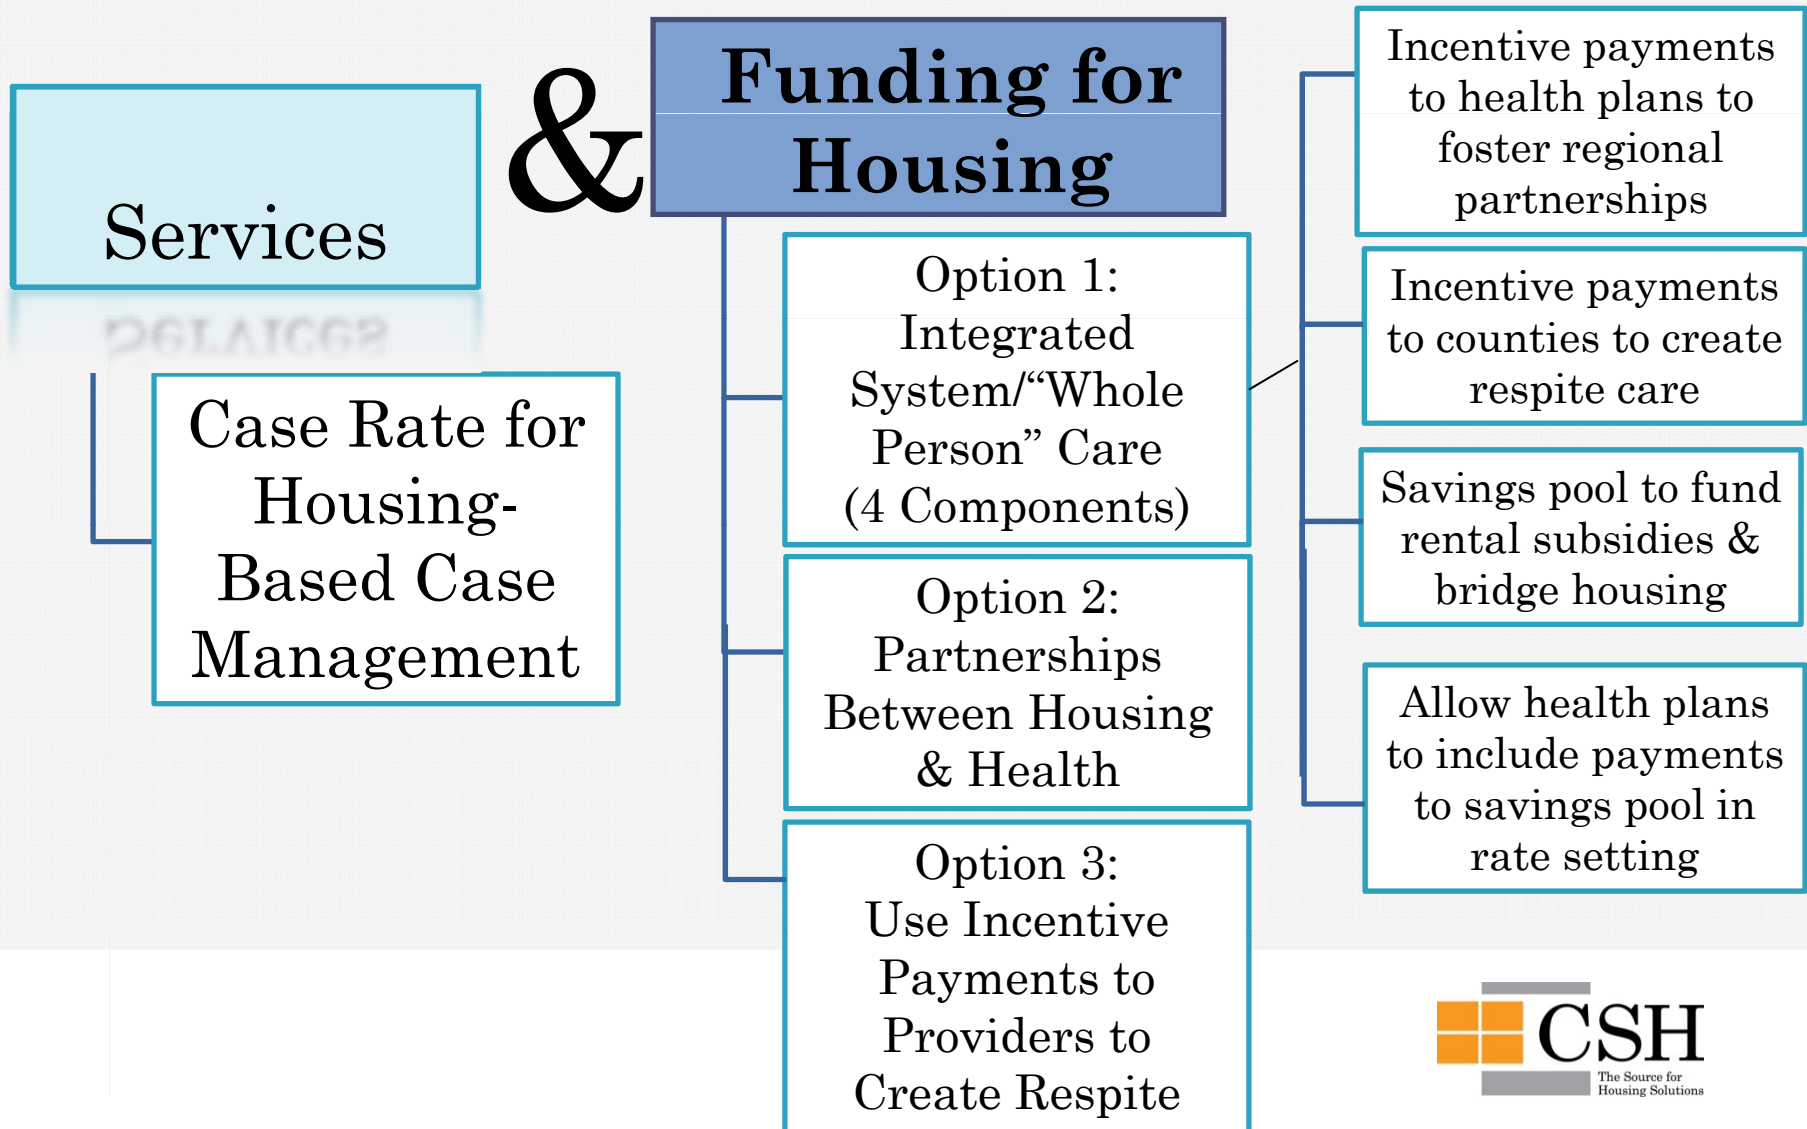 Services
Case Rate for
Housing-
Based Case
Management
&
Funding for
Housing
Option 1:
Integrated
System/“Whole
Person” Care
(4 Components)
Option 2:
Partnerships
Between Housing
& Health
Option 3:
Use Incentive
Payments to
Providers to
Create Respite
Incentive payments
to health plans to
foster regional
partnerships
Incentive payments
to counties to create
respite care
Savings pool to fund
rental subsidies &
bridge housing
Allow health plans
to include payments
to savings pool in
rate setting
CSH
The Source for
Housing Solutions